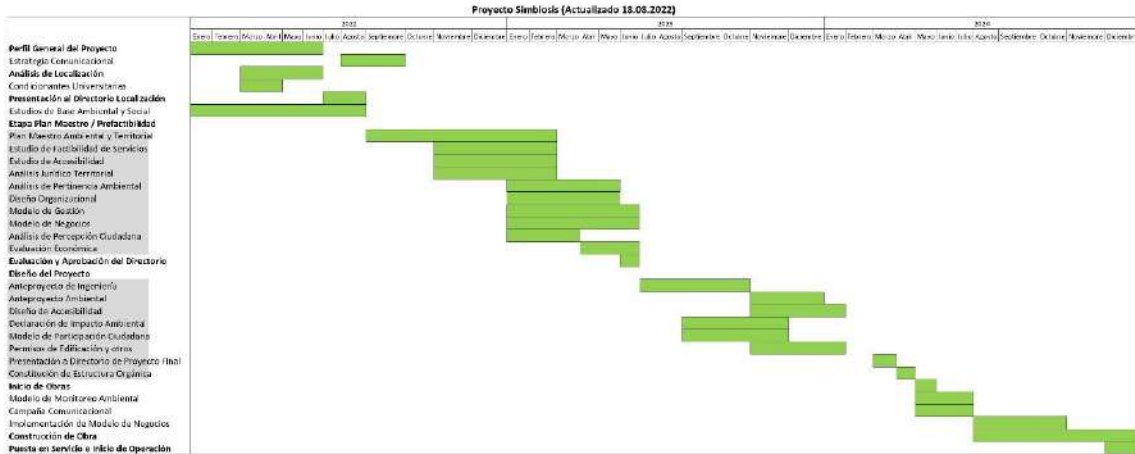 Proyecto Simbiosis (Actualizado 18.08.2022)
2022 2023 2024
Enero Febrero Marzo Abril Mayo Junio Julio Agosto Septiembre Octubre Noviembre Diciembre Enero Febrero Marzo Abril Mayo Junio Julio Agosto Septiembre Octubre Noviembre Diciembre Enero Febrero Marzo Abril Mayo Junio Julio Agosto Septiembre Octubre Noviembre Diciembre
Perfil General del Proyecto
Estrategia Comunicacional
Análisis de Localización
Condicionantes Universitarias
Presentación al Directorio Localización
Estudios de Base Ambiental y Social
Etapa Plan Maestro / Prefactibilidad
Plan Maestro Ambiental y Territorial
Estudio de Factibilidad de Servicios
Estudio de Accesibilidad
Análisis Jurídico Territorial
Análisis de Pertinencia Ambiental
Diseño Organizacional
Modelo de Gestión
Modelo de Negocios
Análisis de Percepción Ciudadana
Evaluación Económica
Evaluación y Aprobación del Directorio
Diseño del Proyecto
Anteproyecto de Ingeniería
Anteproyecto Ambiental
Diseño de Accesibilidad
Declaración de Impacto Ambiental
Modelo de Participación Ciudadana
Permisos de Edificación y otros
Presentación a Directorio de Proyecto Final
Constitución de Estructura Orgánica
Inicio de Obras
Modelo de Monitoreo Ambiental
Campaña Comunicacional
Implementación de Modelo de Negocios
Construcción de Obra
Puesta en Servicio e Inicio de Operación